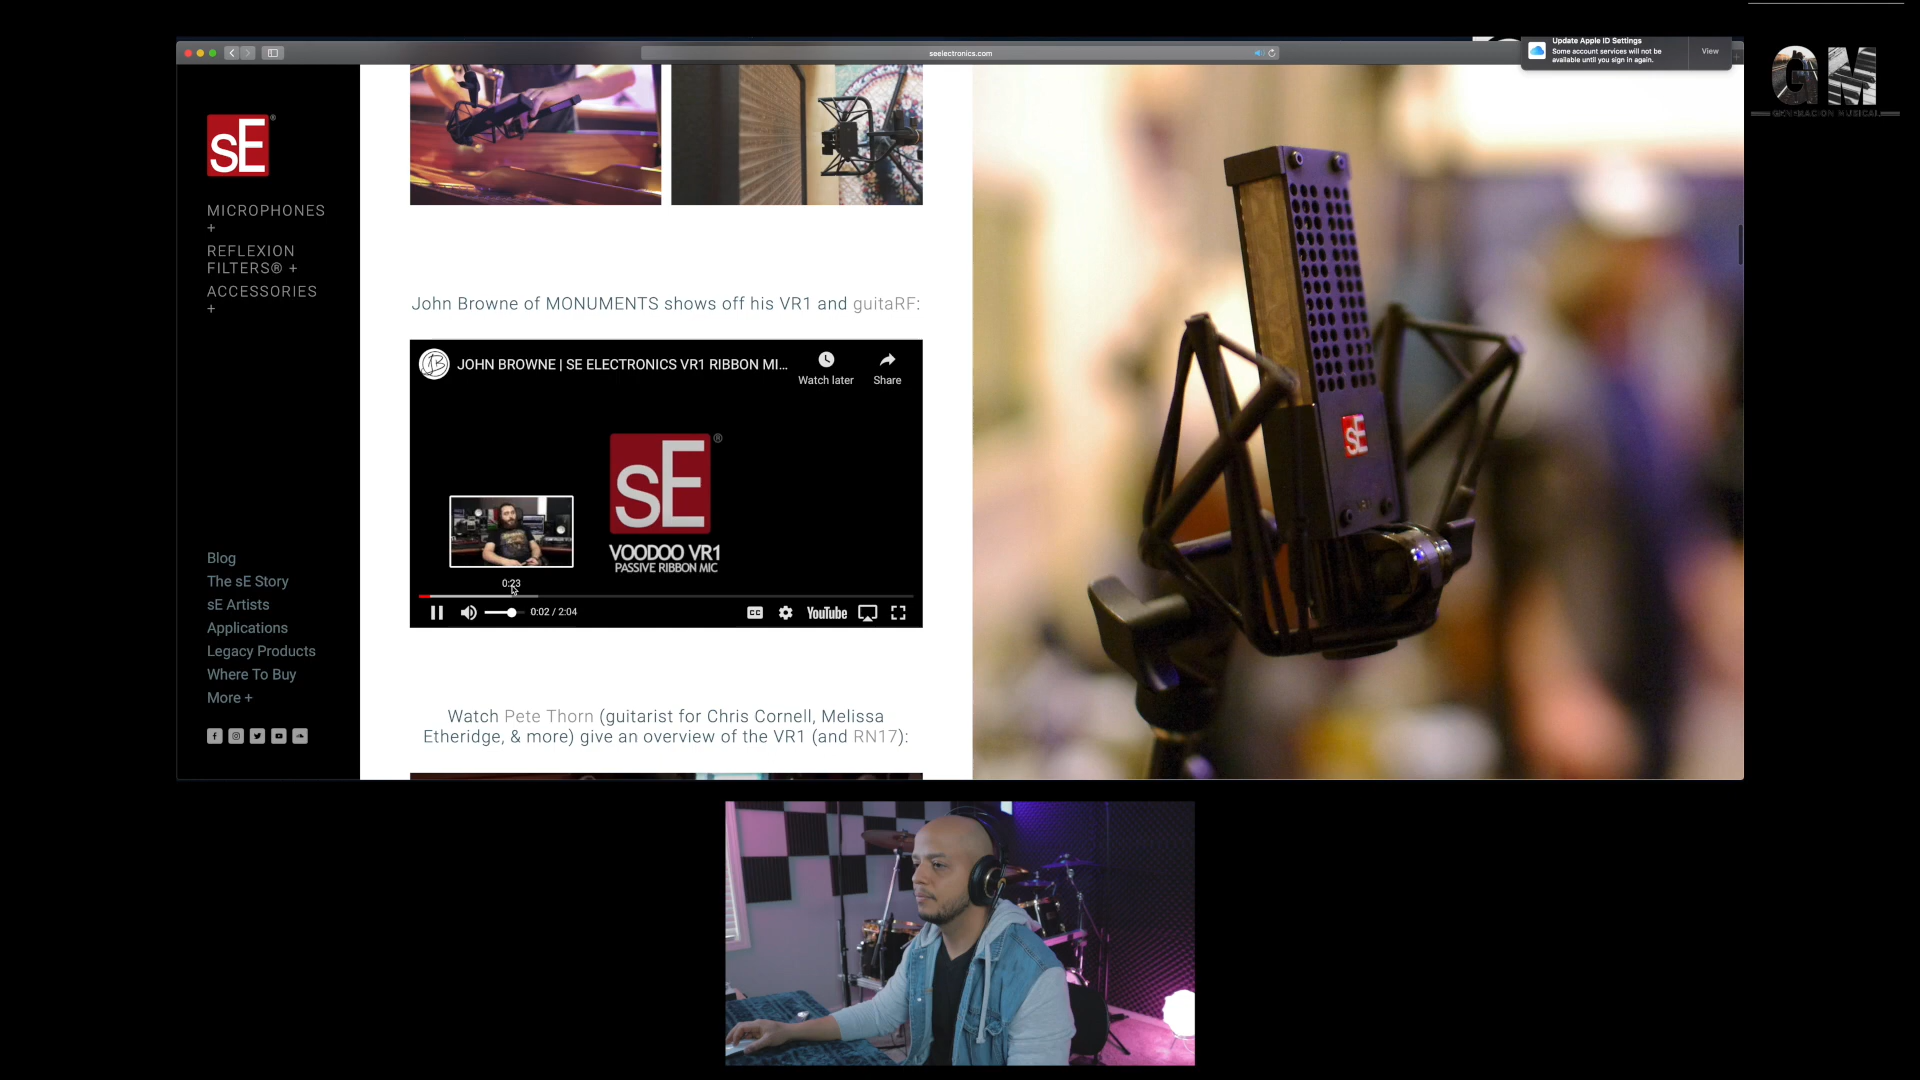 seelectronics.com
Update Apple ID Settings
Some account services will not be
available until you sign in again.
View
GM
GENERACION MUSICAL
sE®
MICROPHONES
+
REFLEXION
FILTERS® +
ACCESSORIES
+
Blog
The sE Story
sE Artists
Applications
Legacy Products
Where To Buy
More +
John Browne of MONUMENTS shows off his VR1 and guitaRF:
JOHN BROWNE | SE ELECTRONICS VR1 RIBBON MI...
Watch later
Share
sE®
VOODOO VR1
PASSIVE RIBBON MIC
0:23
0:02 / 2:04
CC
YouTube
Watch Pete Thorn (guitarist for Chris Cornell, Melissa
Etheridge, & more) give an overview of the VR1 (and RN17):
sE